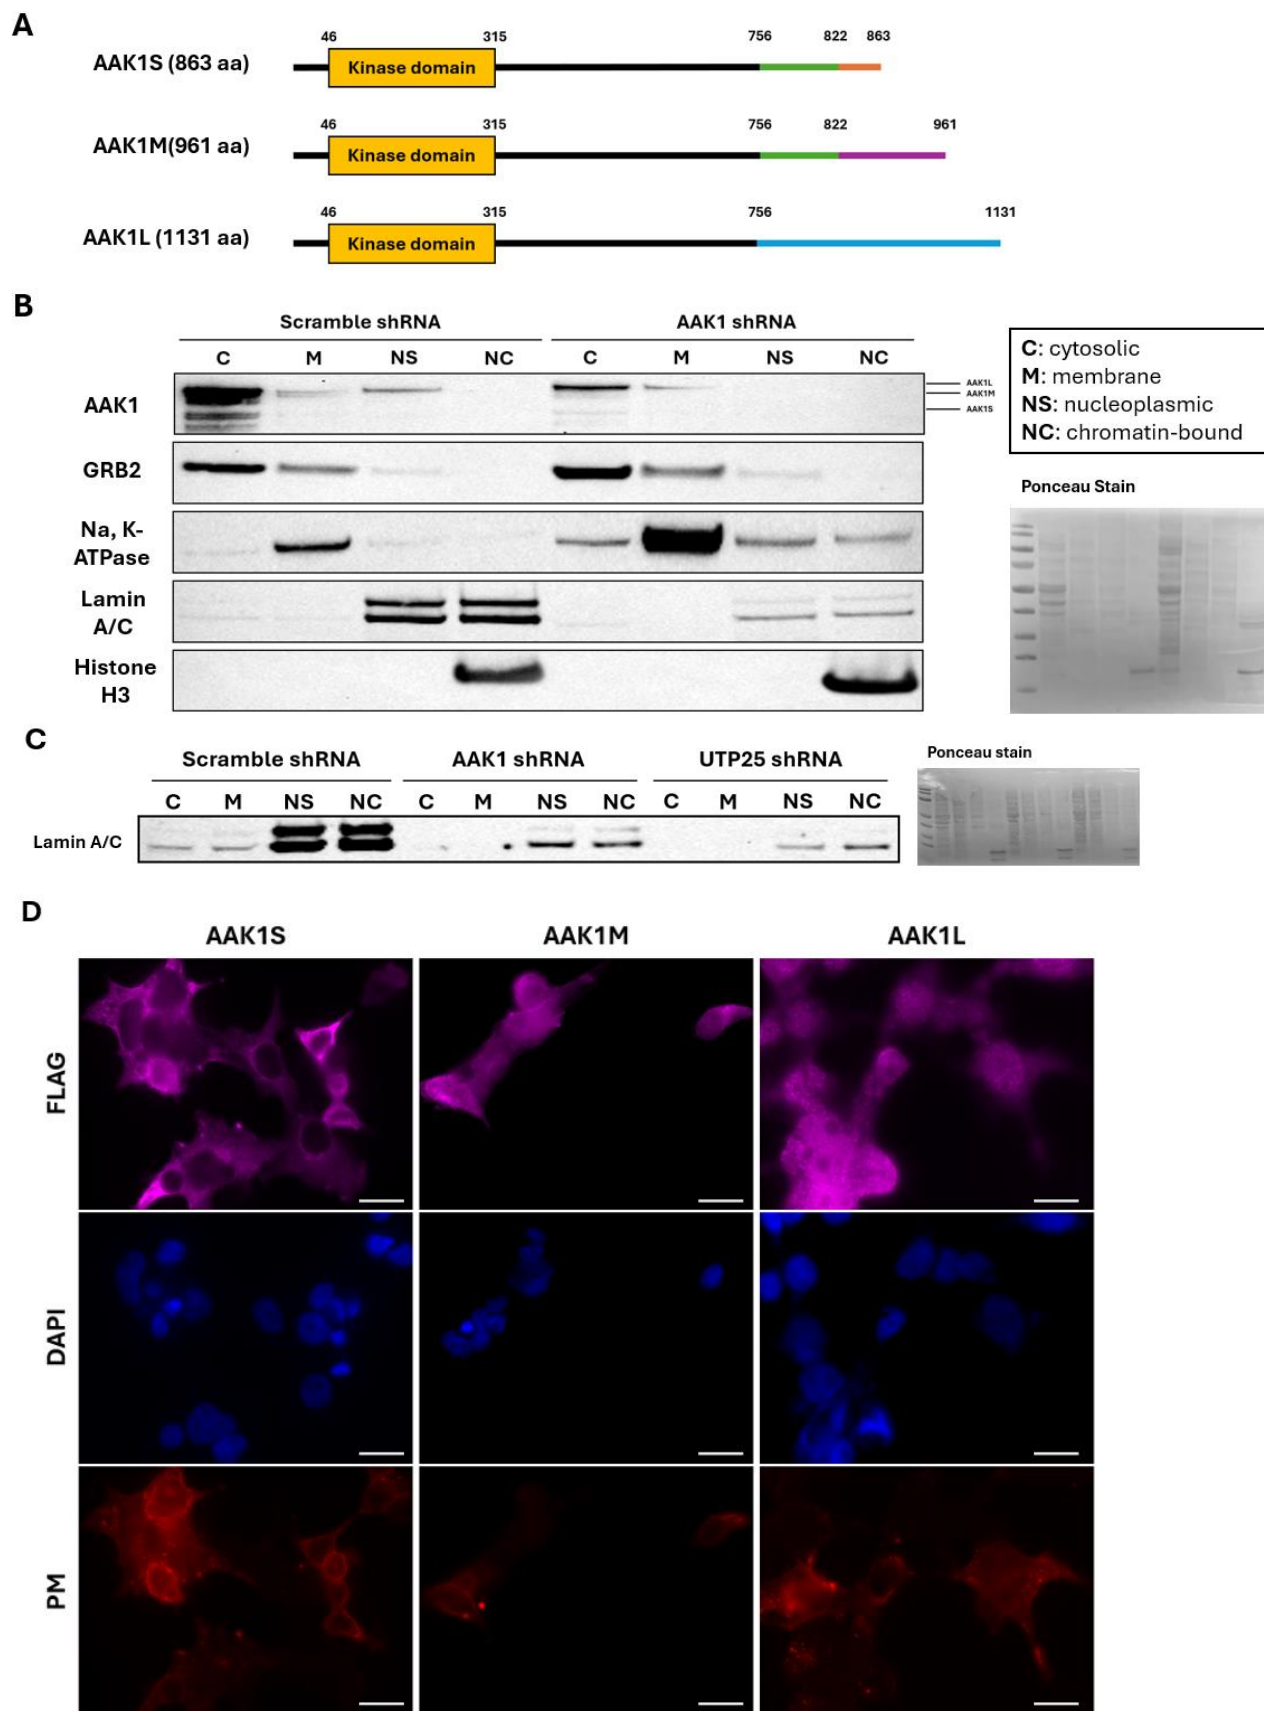 A
46 315 756 822 863
AAK1S (863 aa) Kinase domain
46 315 756 822 961
AAK1M(961 aa) Kinase domain
46 315 756 1131
AAK1L (1131 aa) Kinase domain
B
Scramble shRNA AAK1 shRNA
C M NS NC C M NS NC
AAK1
AAK1L
AAK1M
AAK1S
GRB2
Na, K-
ATPase
Lamin
A/C
Histone
H3
C: cytosolic
M: membrane
NS: nucleoplasmic
NC: chromatin-bound
Ponceau Stain
C
Scramble shRNA AAK1 shRNA UTP25 shRNA
C M NS NC C M NS NC C M NS NC
Lamin A/C
Ponceau stain
D
AAK1S AAK1M AAK1L
FLAG
DAPI
PM